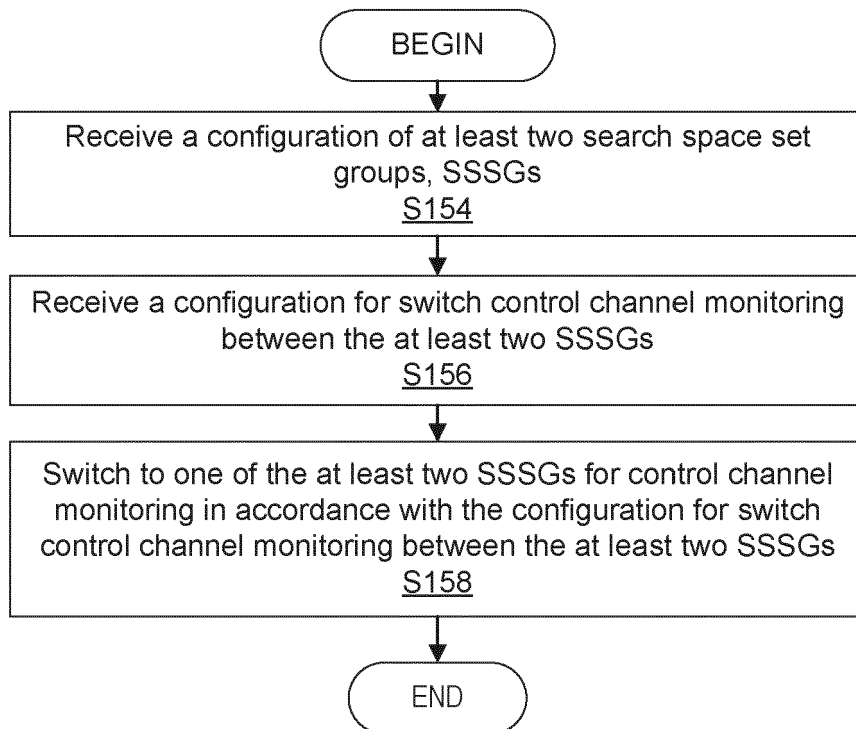 BEGIN
Receive a configuration of at least two search space set
groups, SSSGs
S154
Receive a configuration for switch control channel monitoring
between the at least two SSSGs
S156
Switch to one of the at least two SSSGs for control channel
monitoring in accordance with the configuration for switch
control channel monitoring between the at least two SSSGs
S158
END